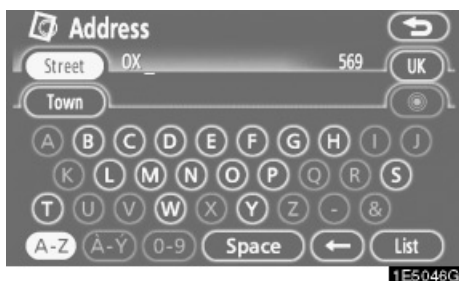 Address
Street OX_ 569 UK
Town
A B C D E F G H I J
K L M N O P Q R S
T U V W X Y Z - &
A-Z À-Ý 0-9 Space ← List
1E5046G